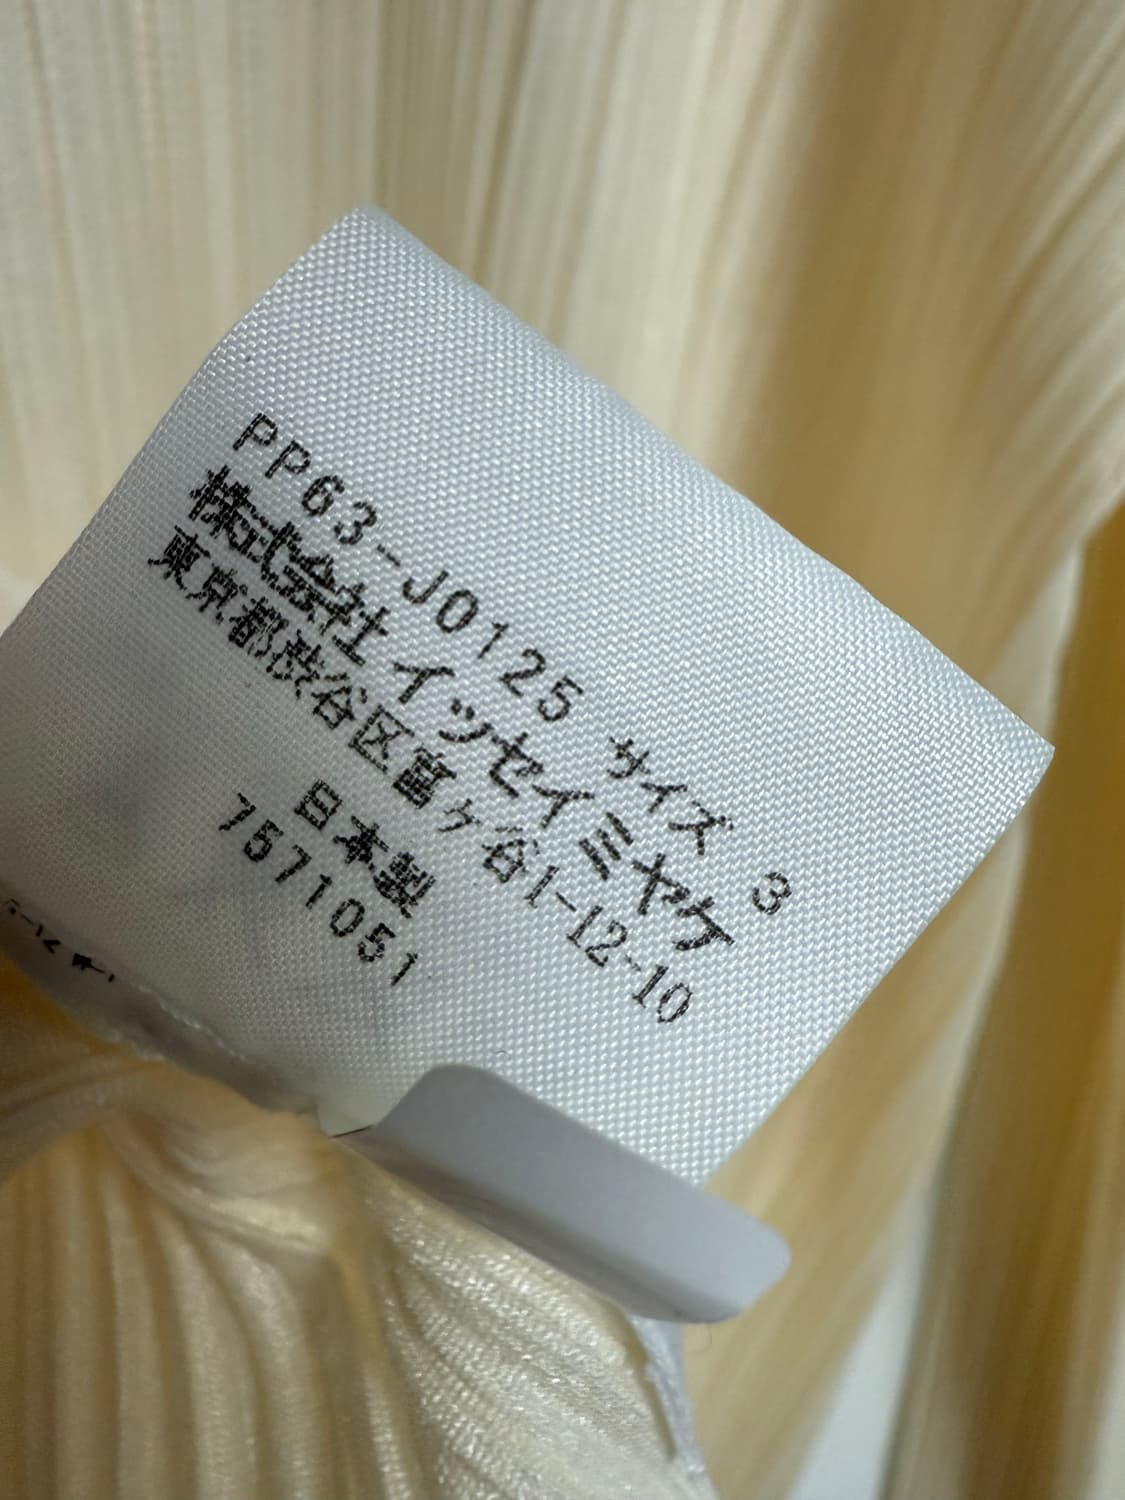 PP63-J0125 サイズ 3
株式会社 イッセイミヤケ
東京都渋谷区富ヶ谷1-12-10
日本製
7571051